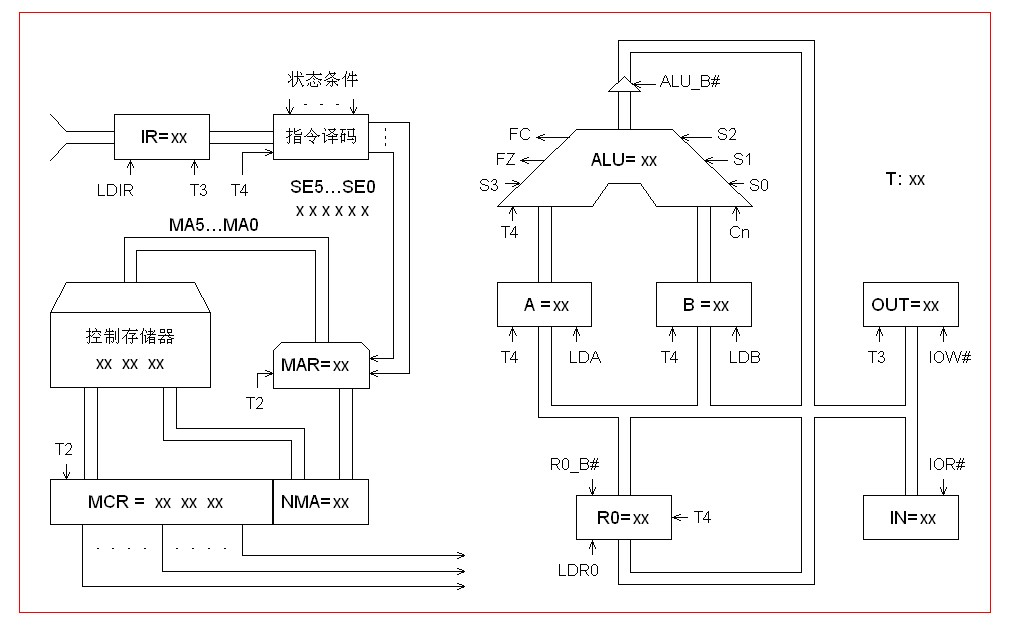 状态条件
IR=xx
指令译码
LDIR
T3
T4
SE5...SE0
x x x x x x
MA5...MA0
控制存储器
xx xx xx
MAR=xx
T2
T2
MCR = xx xx xx
NMA=xx
ALU_B#
FC
S2
FZ
ALU= xx
S1
S3
S0
T4
Cn
T: xx
A =xx
B =xx
OUT=xx
T4
LDA
T4
LDB
T3
IOW#
R0_B#
IOR#
R0=xx
T4
IN=xx
LDR0